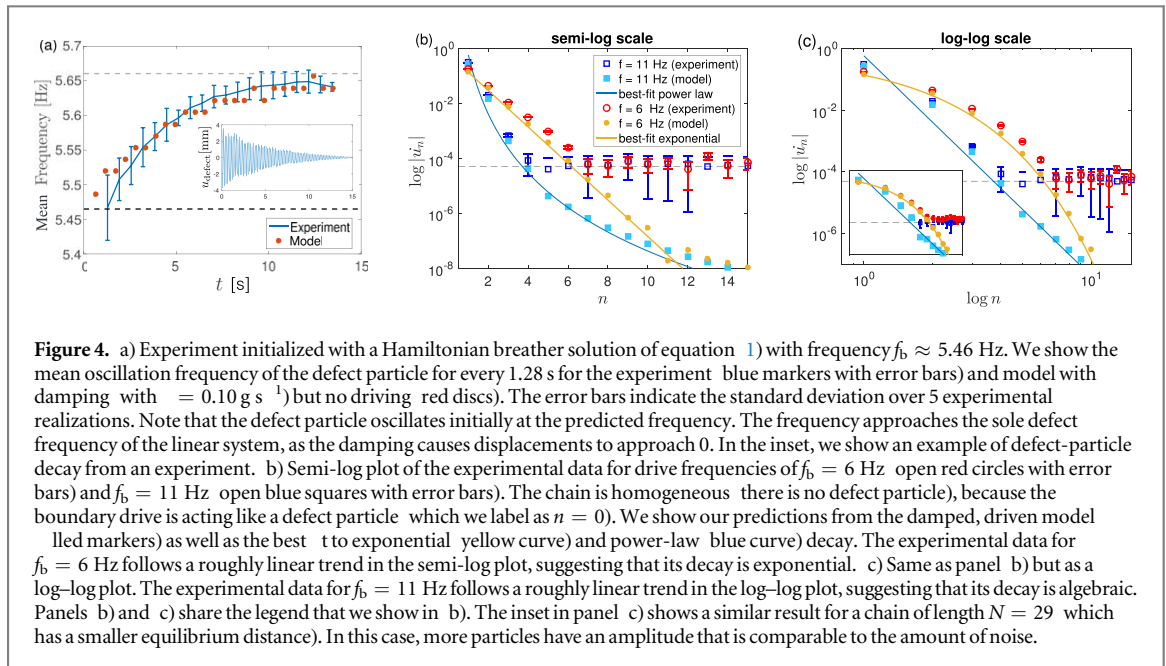 (a)
5.7
5.65
5.6
5.55
5.5
5.45
5.4
Mean Frequency [Hz]
4
2
0
-2
-4
u_defect [mm]
0 5 10 15
Experiment
Model
0 5 10 15
t [s]
(b)
semi-log scale
10^0
10^-2
10^-4
10^-6
10^-8
log |u̇_n|
f = 11 Hz (experiment)
f = 11 Hz (model)
best-fit power law
f = 6 Hz (experiment)
f = 6 Hz (model)
best-fit exponential
2 4 6 8 10 12 14
n
(c)
log-log scale
10^0
10^-2
10^-4
10^-6
log |u̇_n|
10^0 10^1
log n
Figure 4. a) Experiment initialized with a Hamiltonian breather solution of equation 1) with frequency f_b ≈ 5.46 Hz. We show the
mean oscillation frequency of the defect particle for every 1.28 s for the experiment blue markers with error bars) and model with
damping with = 0.10 g s ^1) but no driving red discs). The error bars indicate the standard deviation over 5 experimental
realizations. Note that the defect particle oscillates initially at the predicted frequency. The frequency approaches the sole defect
frequency of the linear system, as the damping causes displacements to approach 0. In the inset, we show an example of defect-particle
decay from an experiment. b) Semi-log plot of the experimental data for drive frequencies of f_b = 6 Hz open red circles with error
bars) and f_b = 11 Hz open blue squares with error bars). The chain is homogeneous there is no defect particle), because the
boundary drive is acting like a defect particle which we label as n = 0). We show our predictions from the damped, driven model
lled markers) as well as the best t to exponential yellow curve) and power-law blue curve) decay. The experimental data for
f_b = 6 Hz follows a roughly linear trend in the semi-log plot, suggesting that its decay is exponential. c) Same as panel b) but as a
log–log plot. The experimental data for f_b = 11 Hz follows a roughly linear trend in the log–log plot, suggesting that its decay is algebraic.
Panels b) and c) share the legend that we show in b). The inset in panel c) shows a similar result for a chain of length N = 29 which
has a smaller equilibrium distance). In this case, more particles have an amplitude that is comparable to the amount of noise.